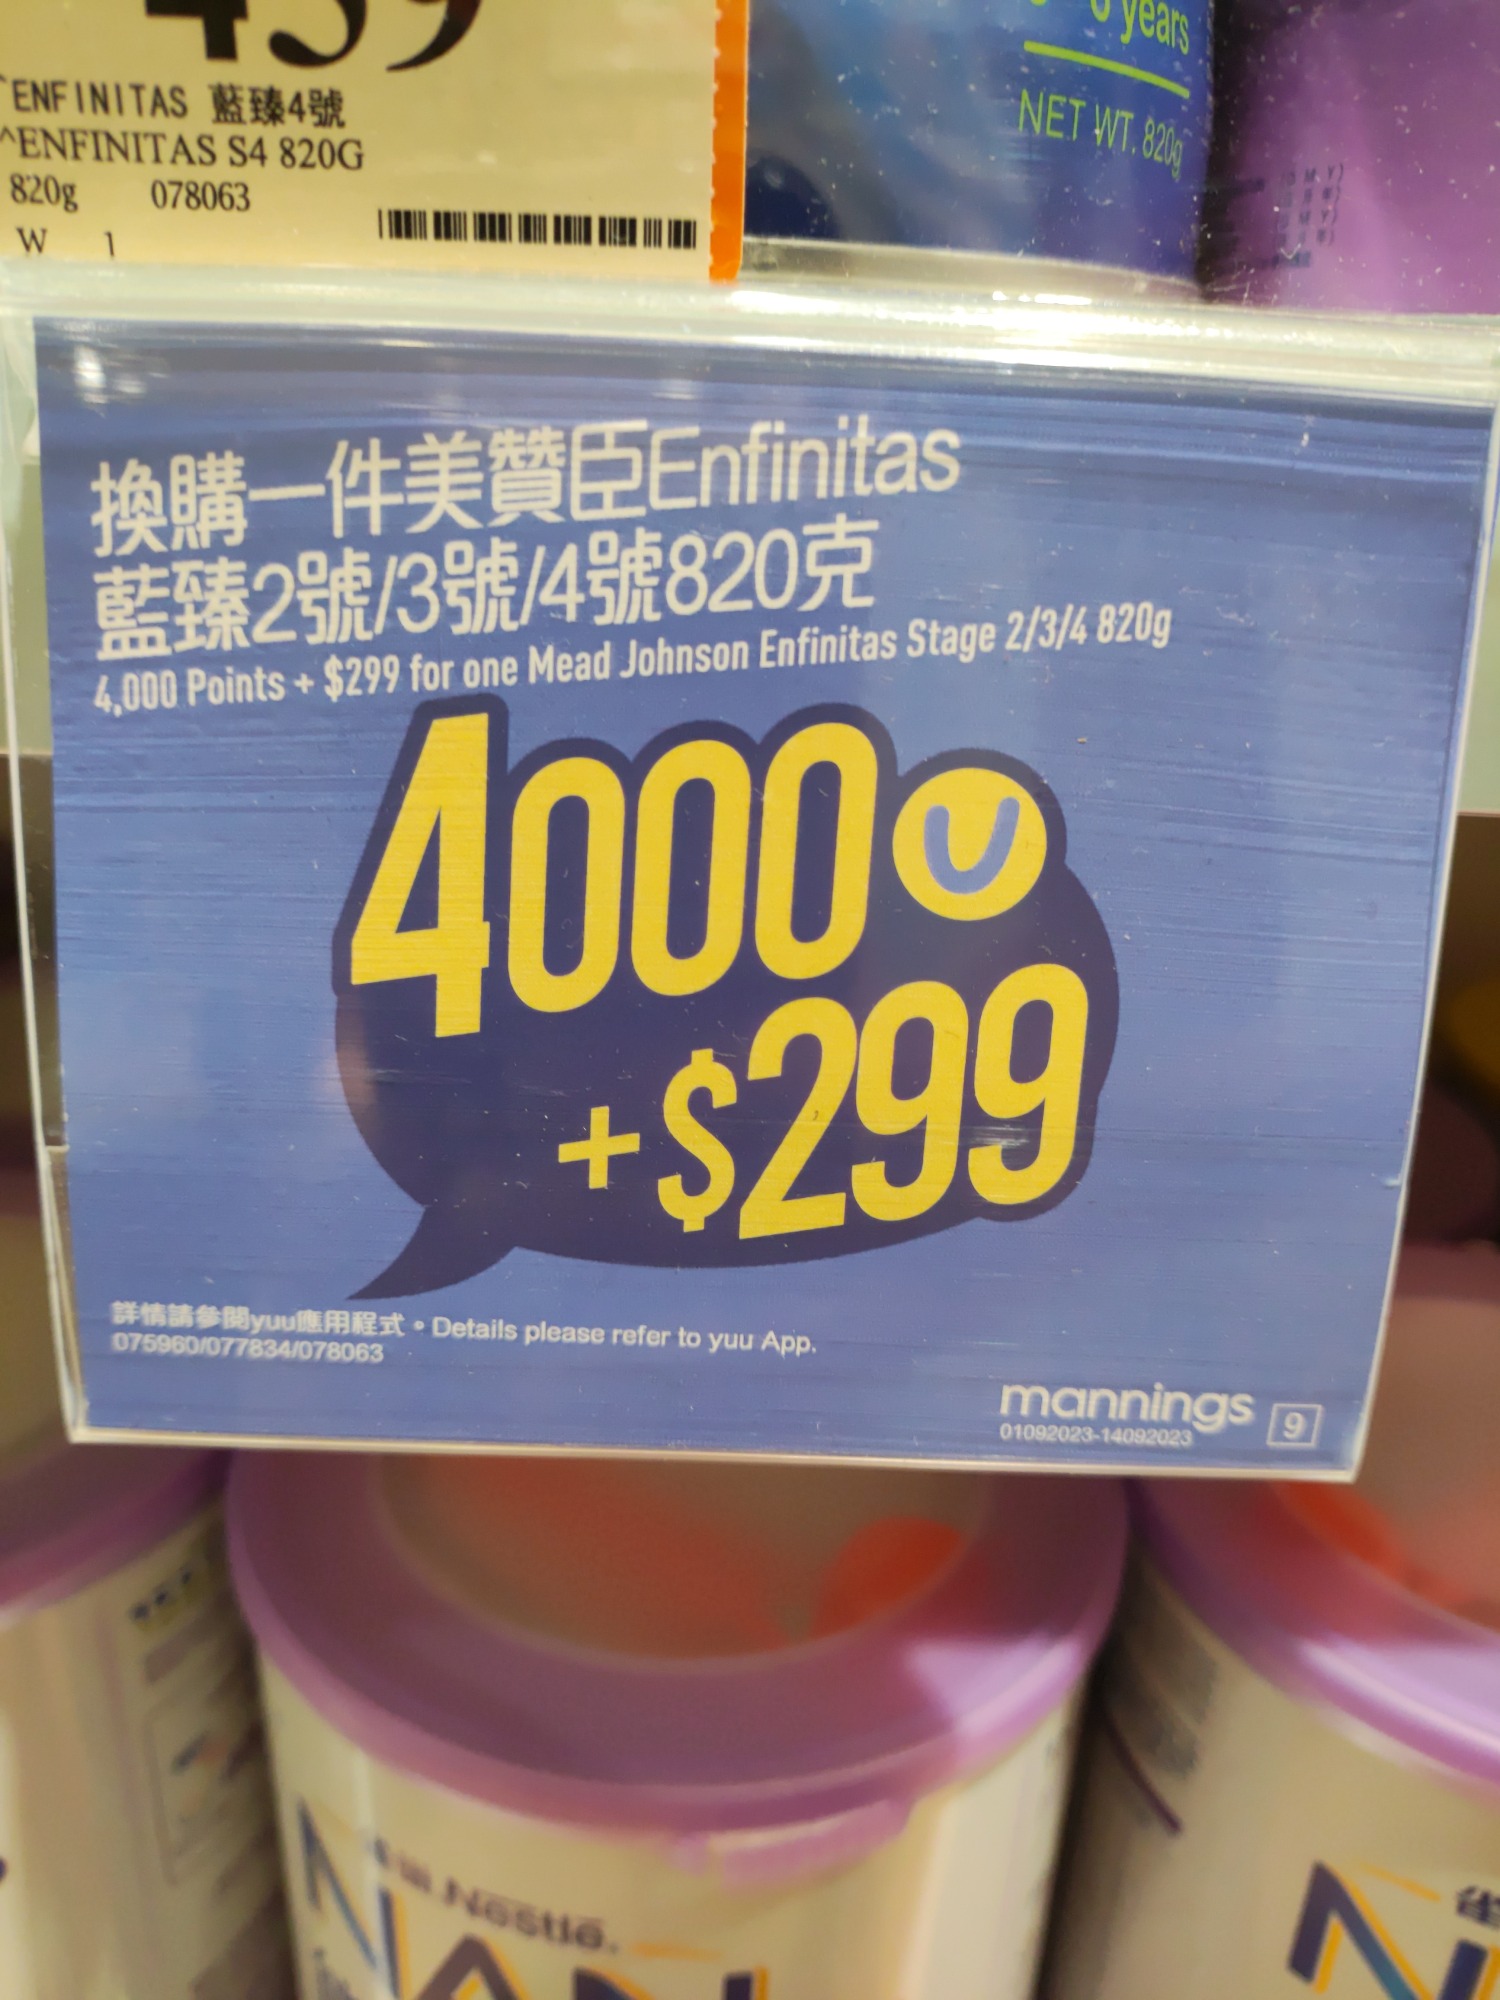 459
^ENFINITAS 藍臻4號
^ENFINITAS S4 820G
820g 078063
W 1
6 years
NET WT. 820g
換購一件美贊臣Enfinitas
藍臻2號/3號/4號820克
4,000 Points + $299 for one Mead Johnson Enfinitas Stage 2/3/4 820g
4000 U
+$299
詳情請參閱yuu應用程式。Details please refer to yuu App.
075960/077834/078063
mannings 9
01092023-14092023
Nestlé
NAN